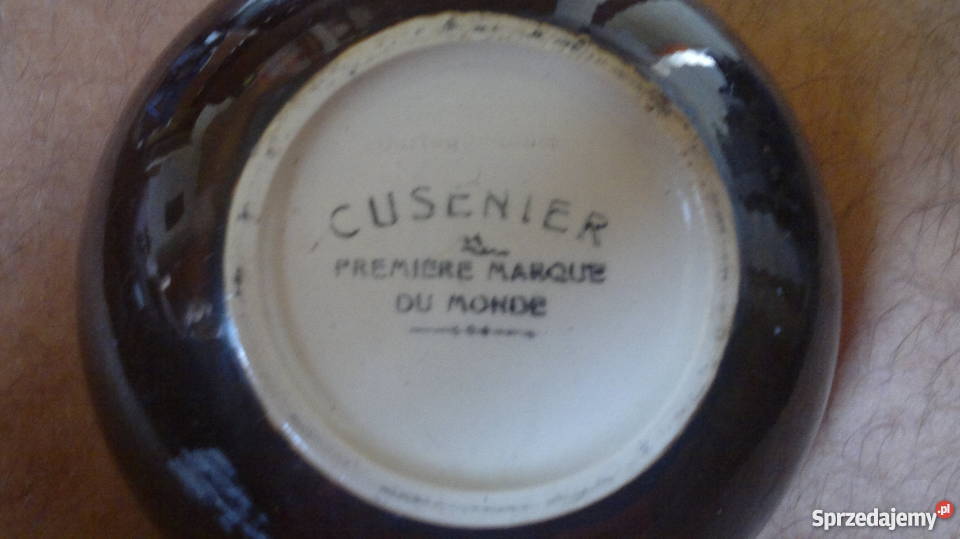 CUSENIER
PREMIERE MARQUE
DU MONDE
Sprzedajemy.pl